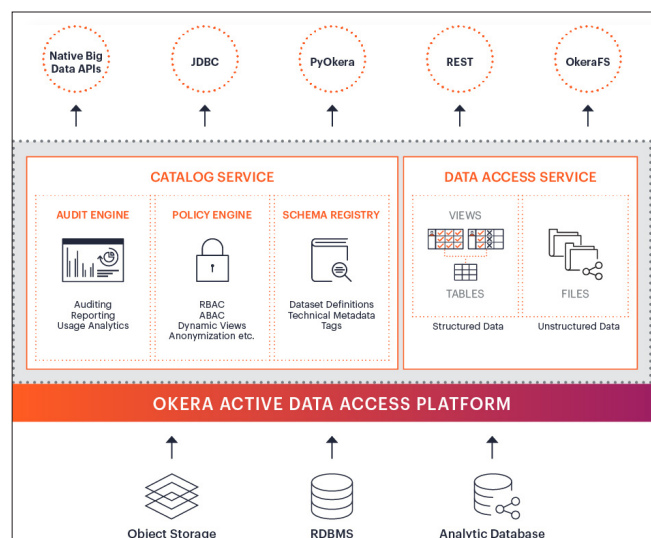 Native Big
Data APIs
JDBC
PyOkera
REST
OkeraFS
CATALOG SERVICE
DATA ACCESS SERVICE
AUDIT ENGINE
POLICY ENGINE
SCHEMA REGISTRY
VIEWS
TABLES
FILES
Auditing
Reporting
Usage Analytics
RBAC
ABAC
Dynamic Views
Anonymization etc.
Dataset Definitions
Technical Metadata
Tags
Structured Data
Unstructured Data
OKERA ACTIVE DATA ACCESS PLATFORM
Object Storage
RDBMS
Analytic Database